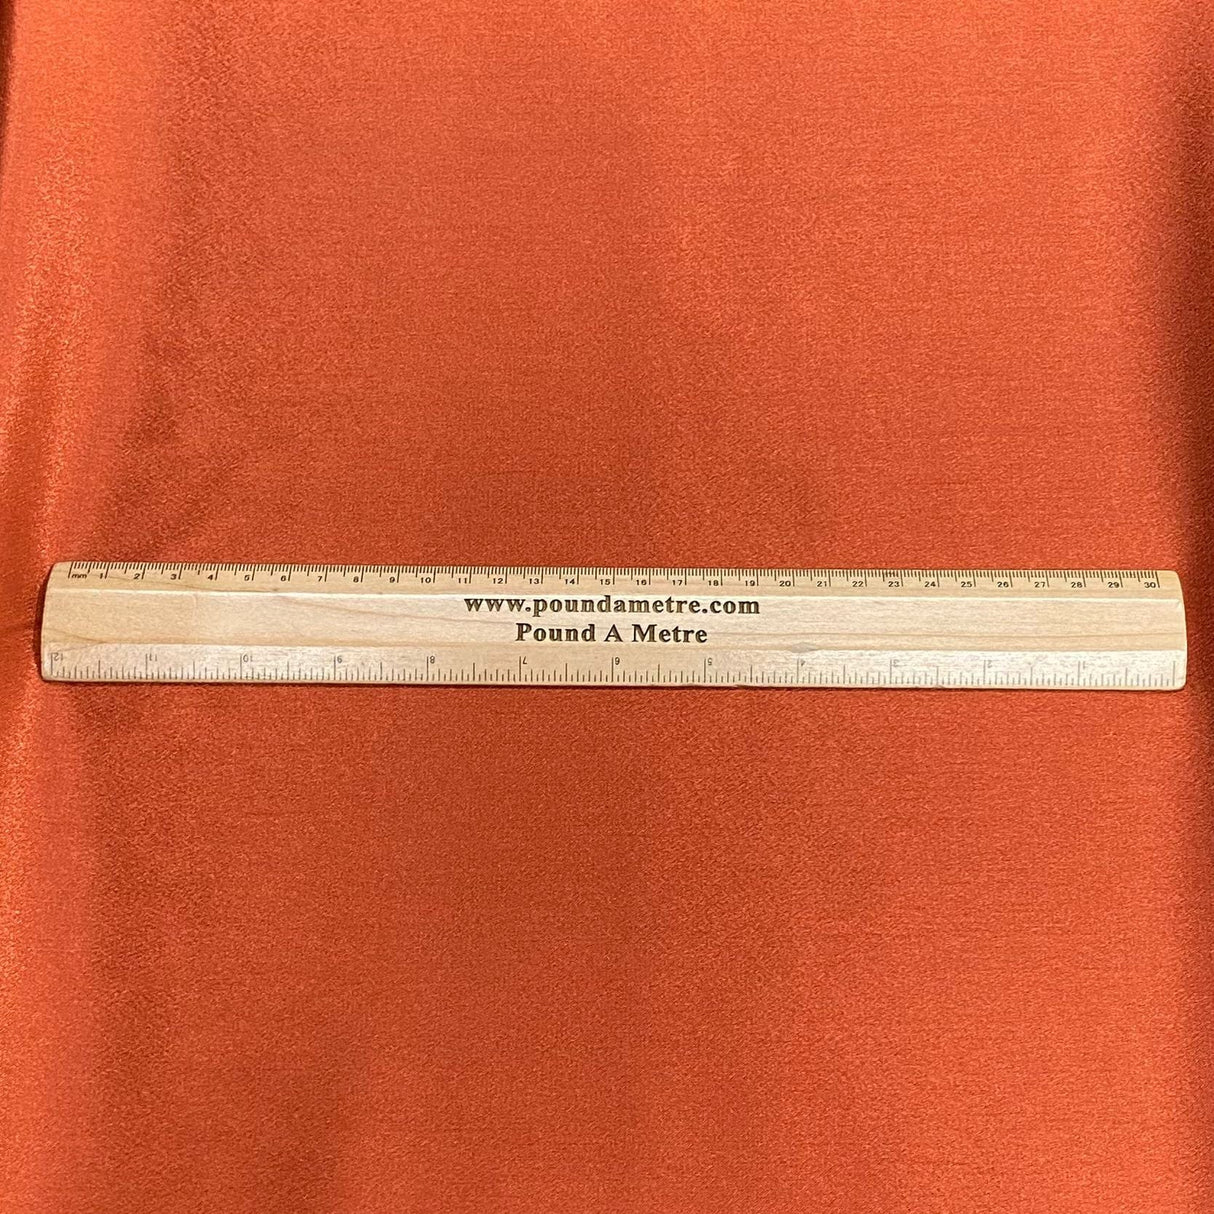 mm 1 2 3 4 5 6 7 8 9 10 11 12 13 14 15 16 17 18 19 20 21 22 23 24 25 26 27 28 29 30
www.poundametre.com
Pound A Metre
12 11 10 9 8 7 6 5 4 3 2 1